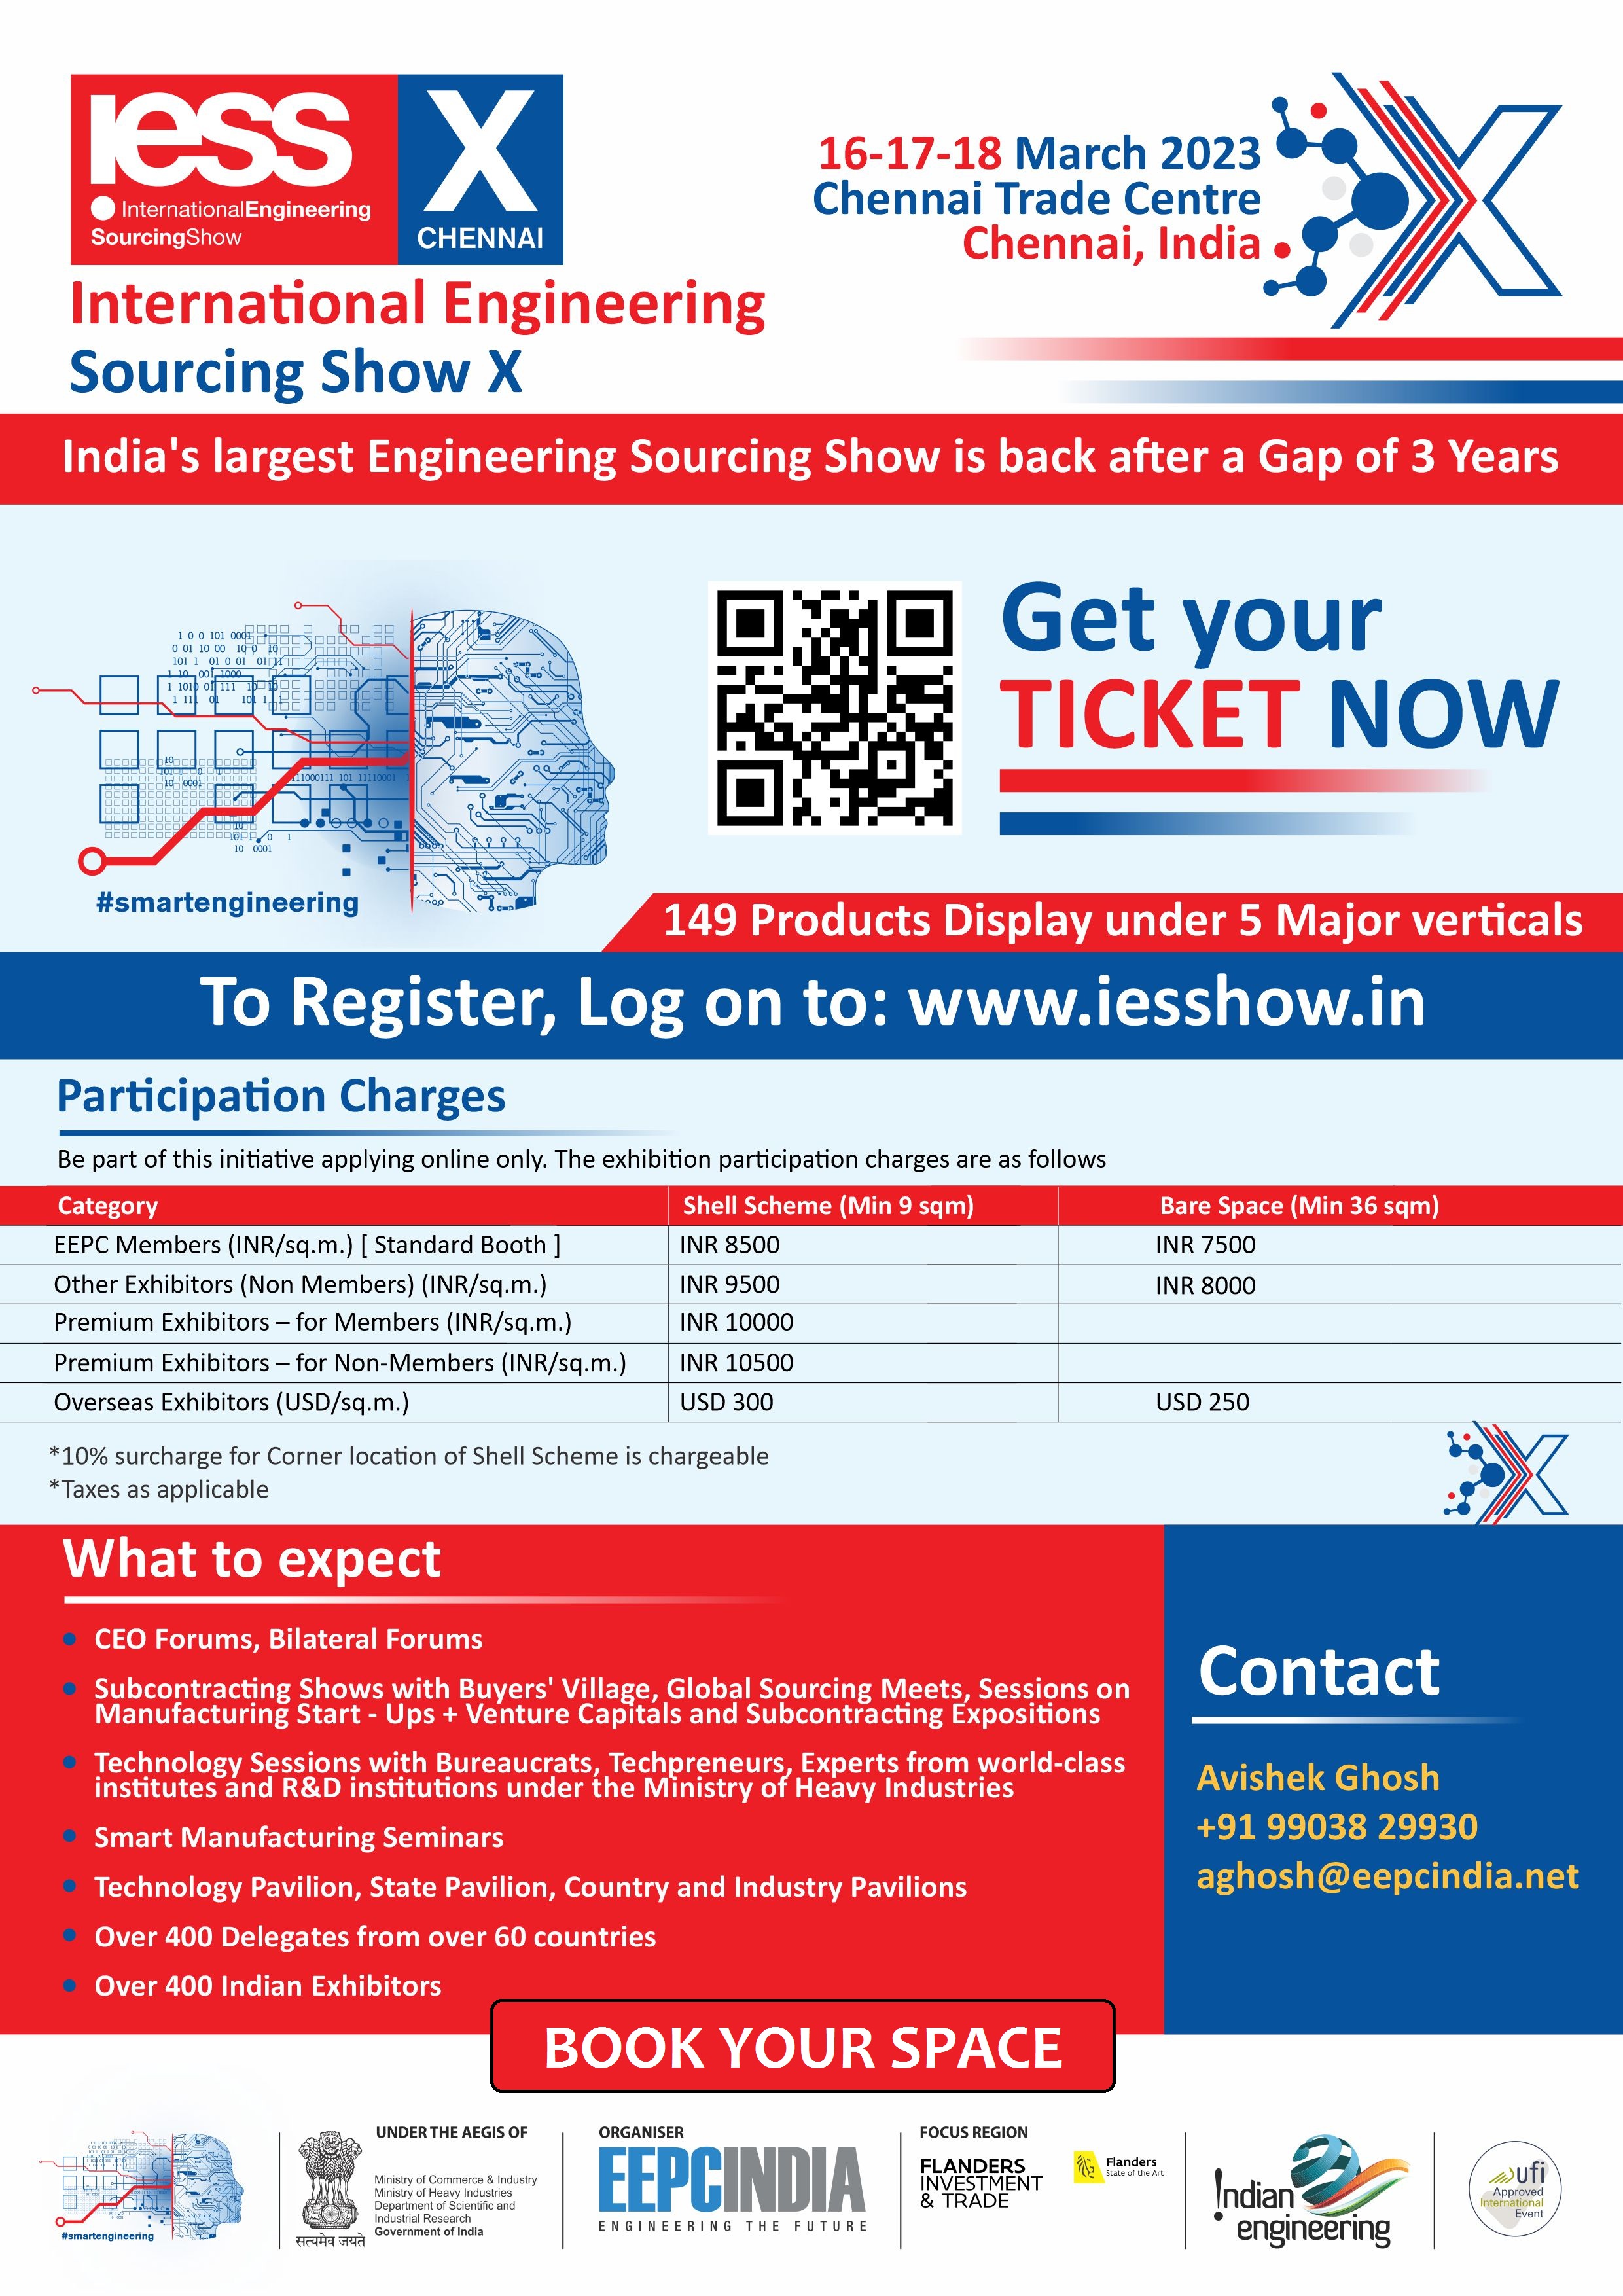 iess
InternationalEngineering
SourcingShow
X
CHENNAI
16-17-18 March 2023
Chennai Trade Centre
Chennai, India
International Engineering
Sourcing Show X
India's largest Engineering Sourcing Show is back after a Gap of 3 Years
Get your
TICKET NOW
#smartengineering
149 Products Display under 5 Major verticals
To Register, Log on to: www.iesshow.in
Participation Charges
Be part of this initiative applying online only. The exhibition participation charges are as follows
Category Shell Scheme (Min 9 sqm) Bare Space (Min 36 sqm)
EEPC Members (INR/sq.m.) [ Standard Booth ] INR 8500 INR 7500
Other Exhibitors (Non Members) (INR/sq.m.) INR 9500 INR 8000
Premium Exhibitors – for Members (INR/sq.m.) INR 10000
Premium Exhibitors – for Non-Members (INR/sq.m.) INR 10500
Overseas Exhibitors (USD/sq.m.) USD 300 USD 250
*10% surcharge for Corner location of Shell Scheme is chargeable
*Taxes as applicable
What to expect
CEO Forums, Bilateral Forums
Subcontracting Shows with Buyers' Village, Global Sourcing Meets, Sessions on
Manufacturing Start - Ups + Venture Capitals and Subcontracting Expositions
Technology Sessions with Bureaucrats, Techpreneurs, Experts from world-class
institutes and R&D institutions under the Ministry of Heavy Industries
Smart Manufacturing Seminars
Technology Pavilion, State Pavilion, Country and Industry Pavilions
Over 400 Delegates from over 60 countries
Over 400 Indian Exhibitors
Contact
Avishek Ghosh
+91 99038 29930
aghosh@eepcindia.net
BOOK YOUR SPACE
#smartengineering
सत्यमेव जयते
UNDER THE AEGIS OF
Ministry of Commerce & Industry
Ministry of Heavy Industries
Department of Scientific and
Industrial Research
Government of India
ORGANISER
EEPCINDIA
ENGINEERING THE FUTURE
FOCUS REGION
FLANDERS
INVESTMENT
& TRADE
Flanders
State of the Art
Indian
engineering
ufi
Approved
International
Event